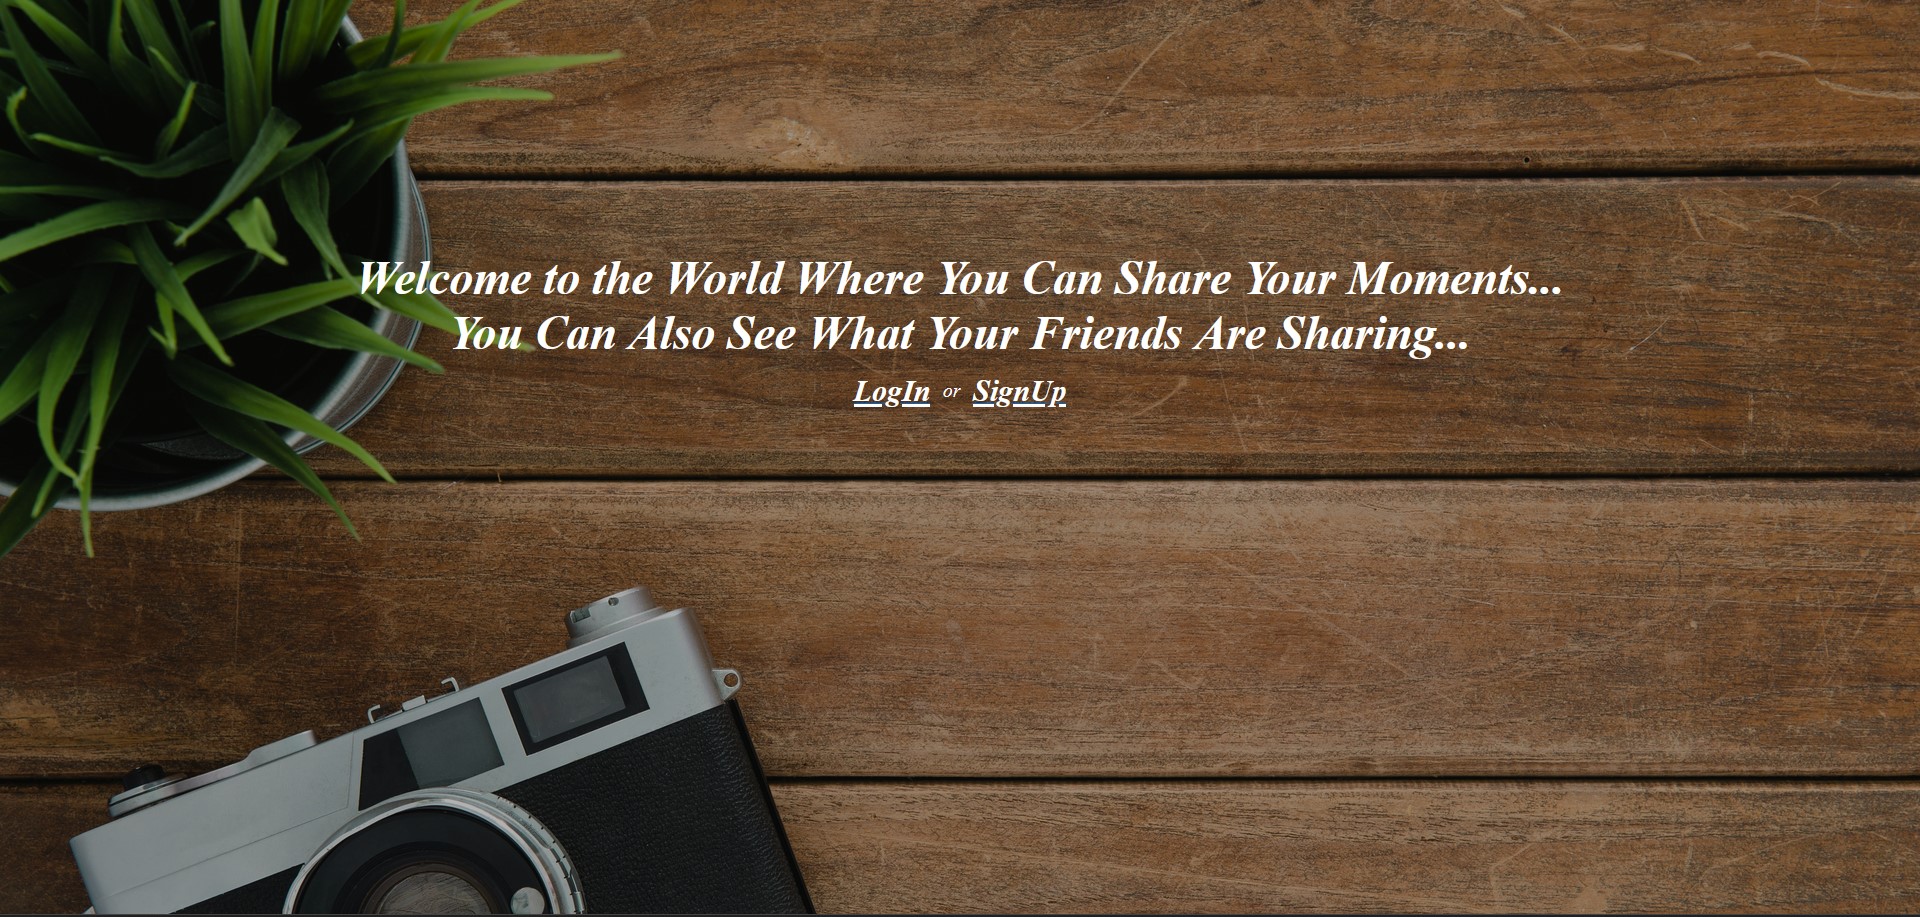 Welcome to the World Where You Can Share Your Moments...
You Can Also See What Your Friends Are Sharing...
LogIn or SignUp